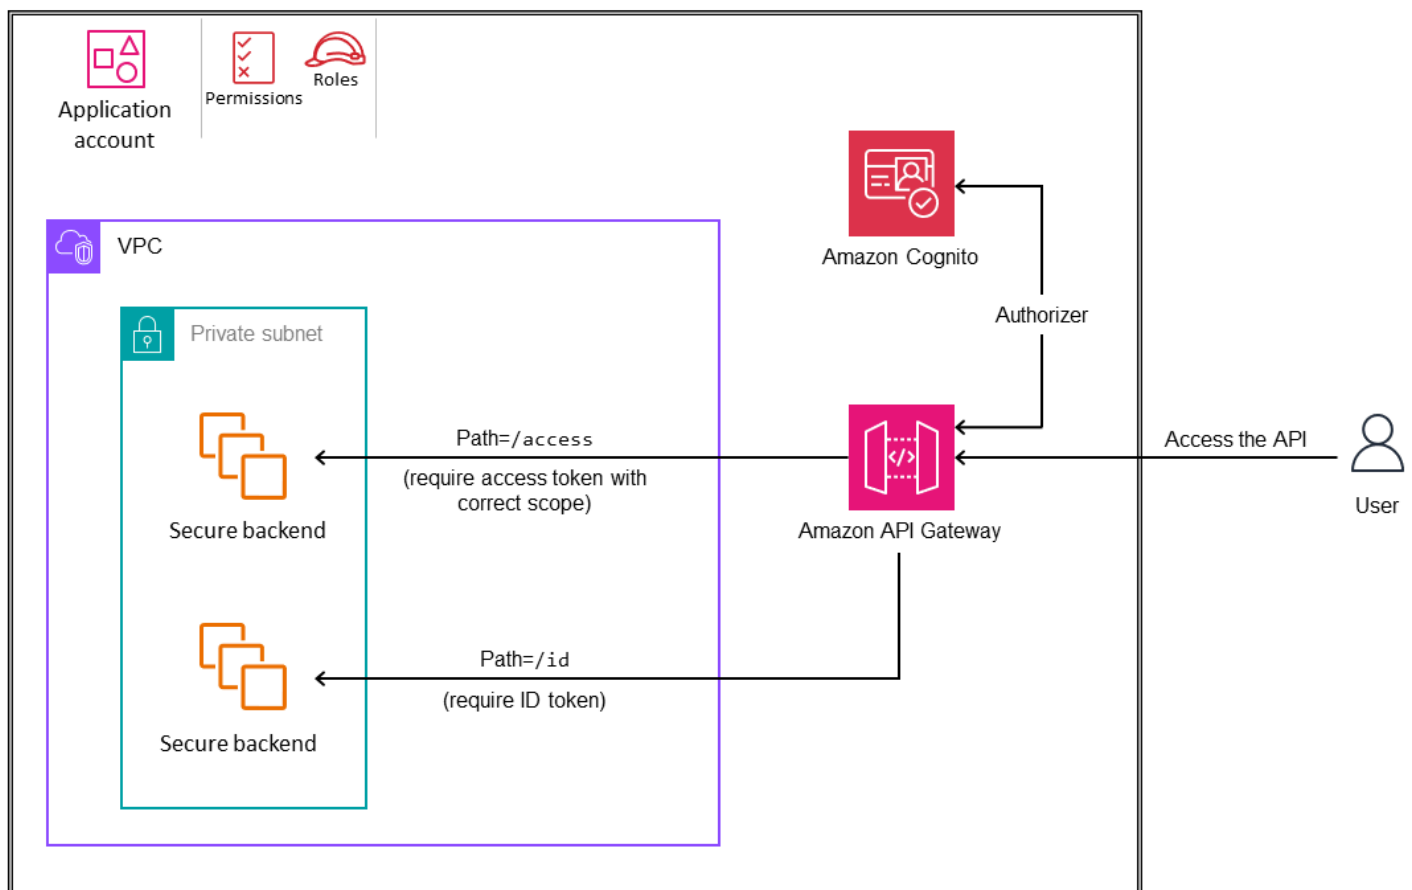 Application
account
Permissions
Roles
Amazon Cognito
VPC
Authorizer
Private subnet
Path=/access
(require access token with
correct scope)
Secure backend
</>
Amazon API Gateway
Access the API
User
Path=/id
(require ID token)
Secure backend